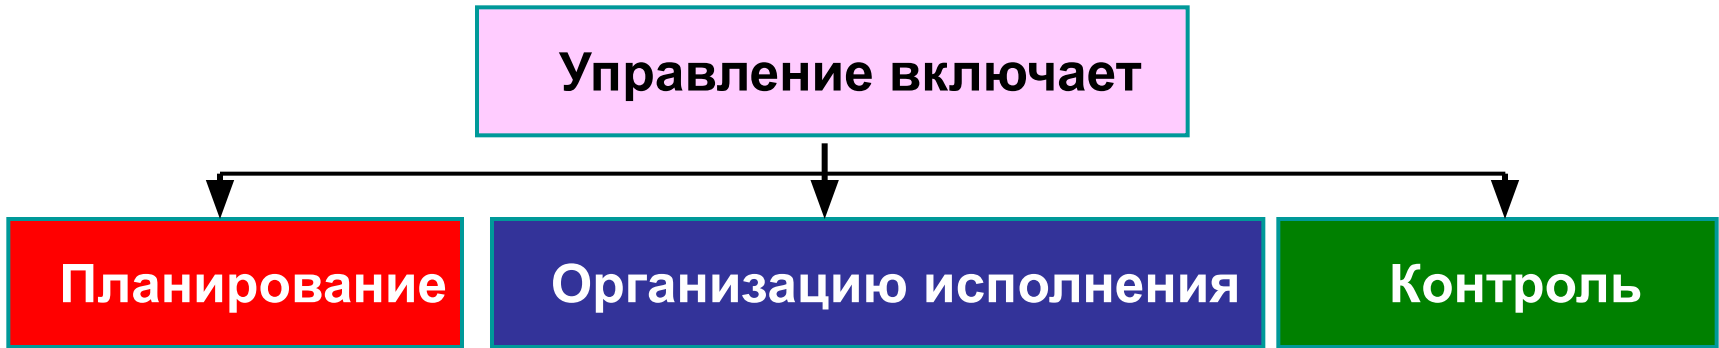 Управление включает
Планирование
Организацию исполнения
Контроль